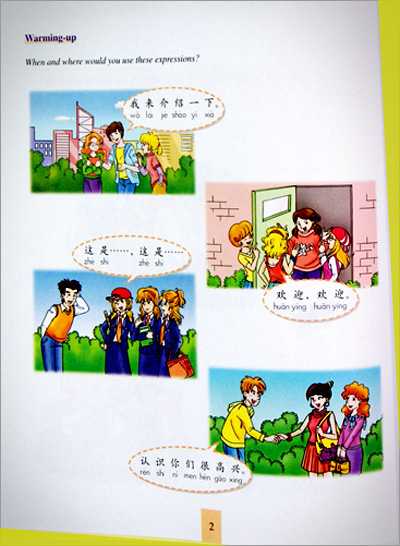 Warming-up
When and where would you use these expressions?
我来介绍一下。
wǒ lái jiè shào yí xià
欢迎，欢迎。
huān yíng huān yíng
这是……，这是……
zhè shì zhè shì
认识你们很高兴。
rèn shi nǐ men hěn gāo xìng
2